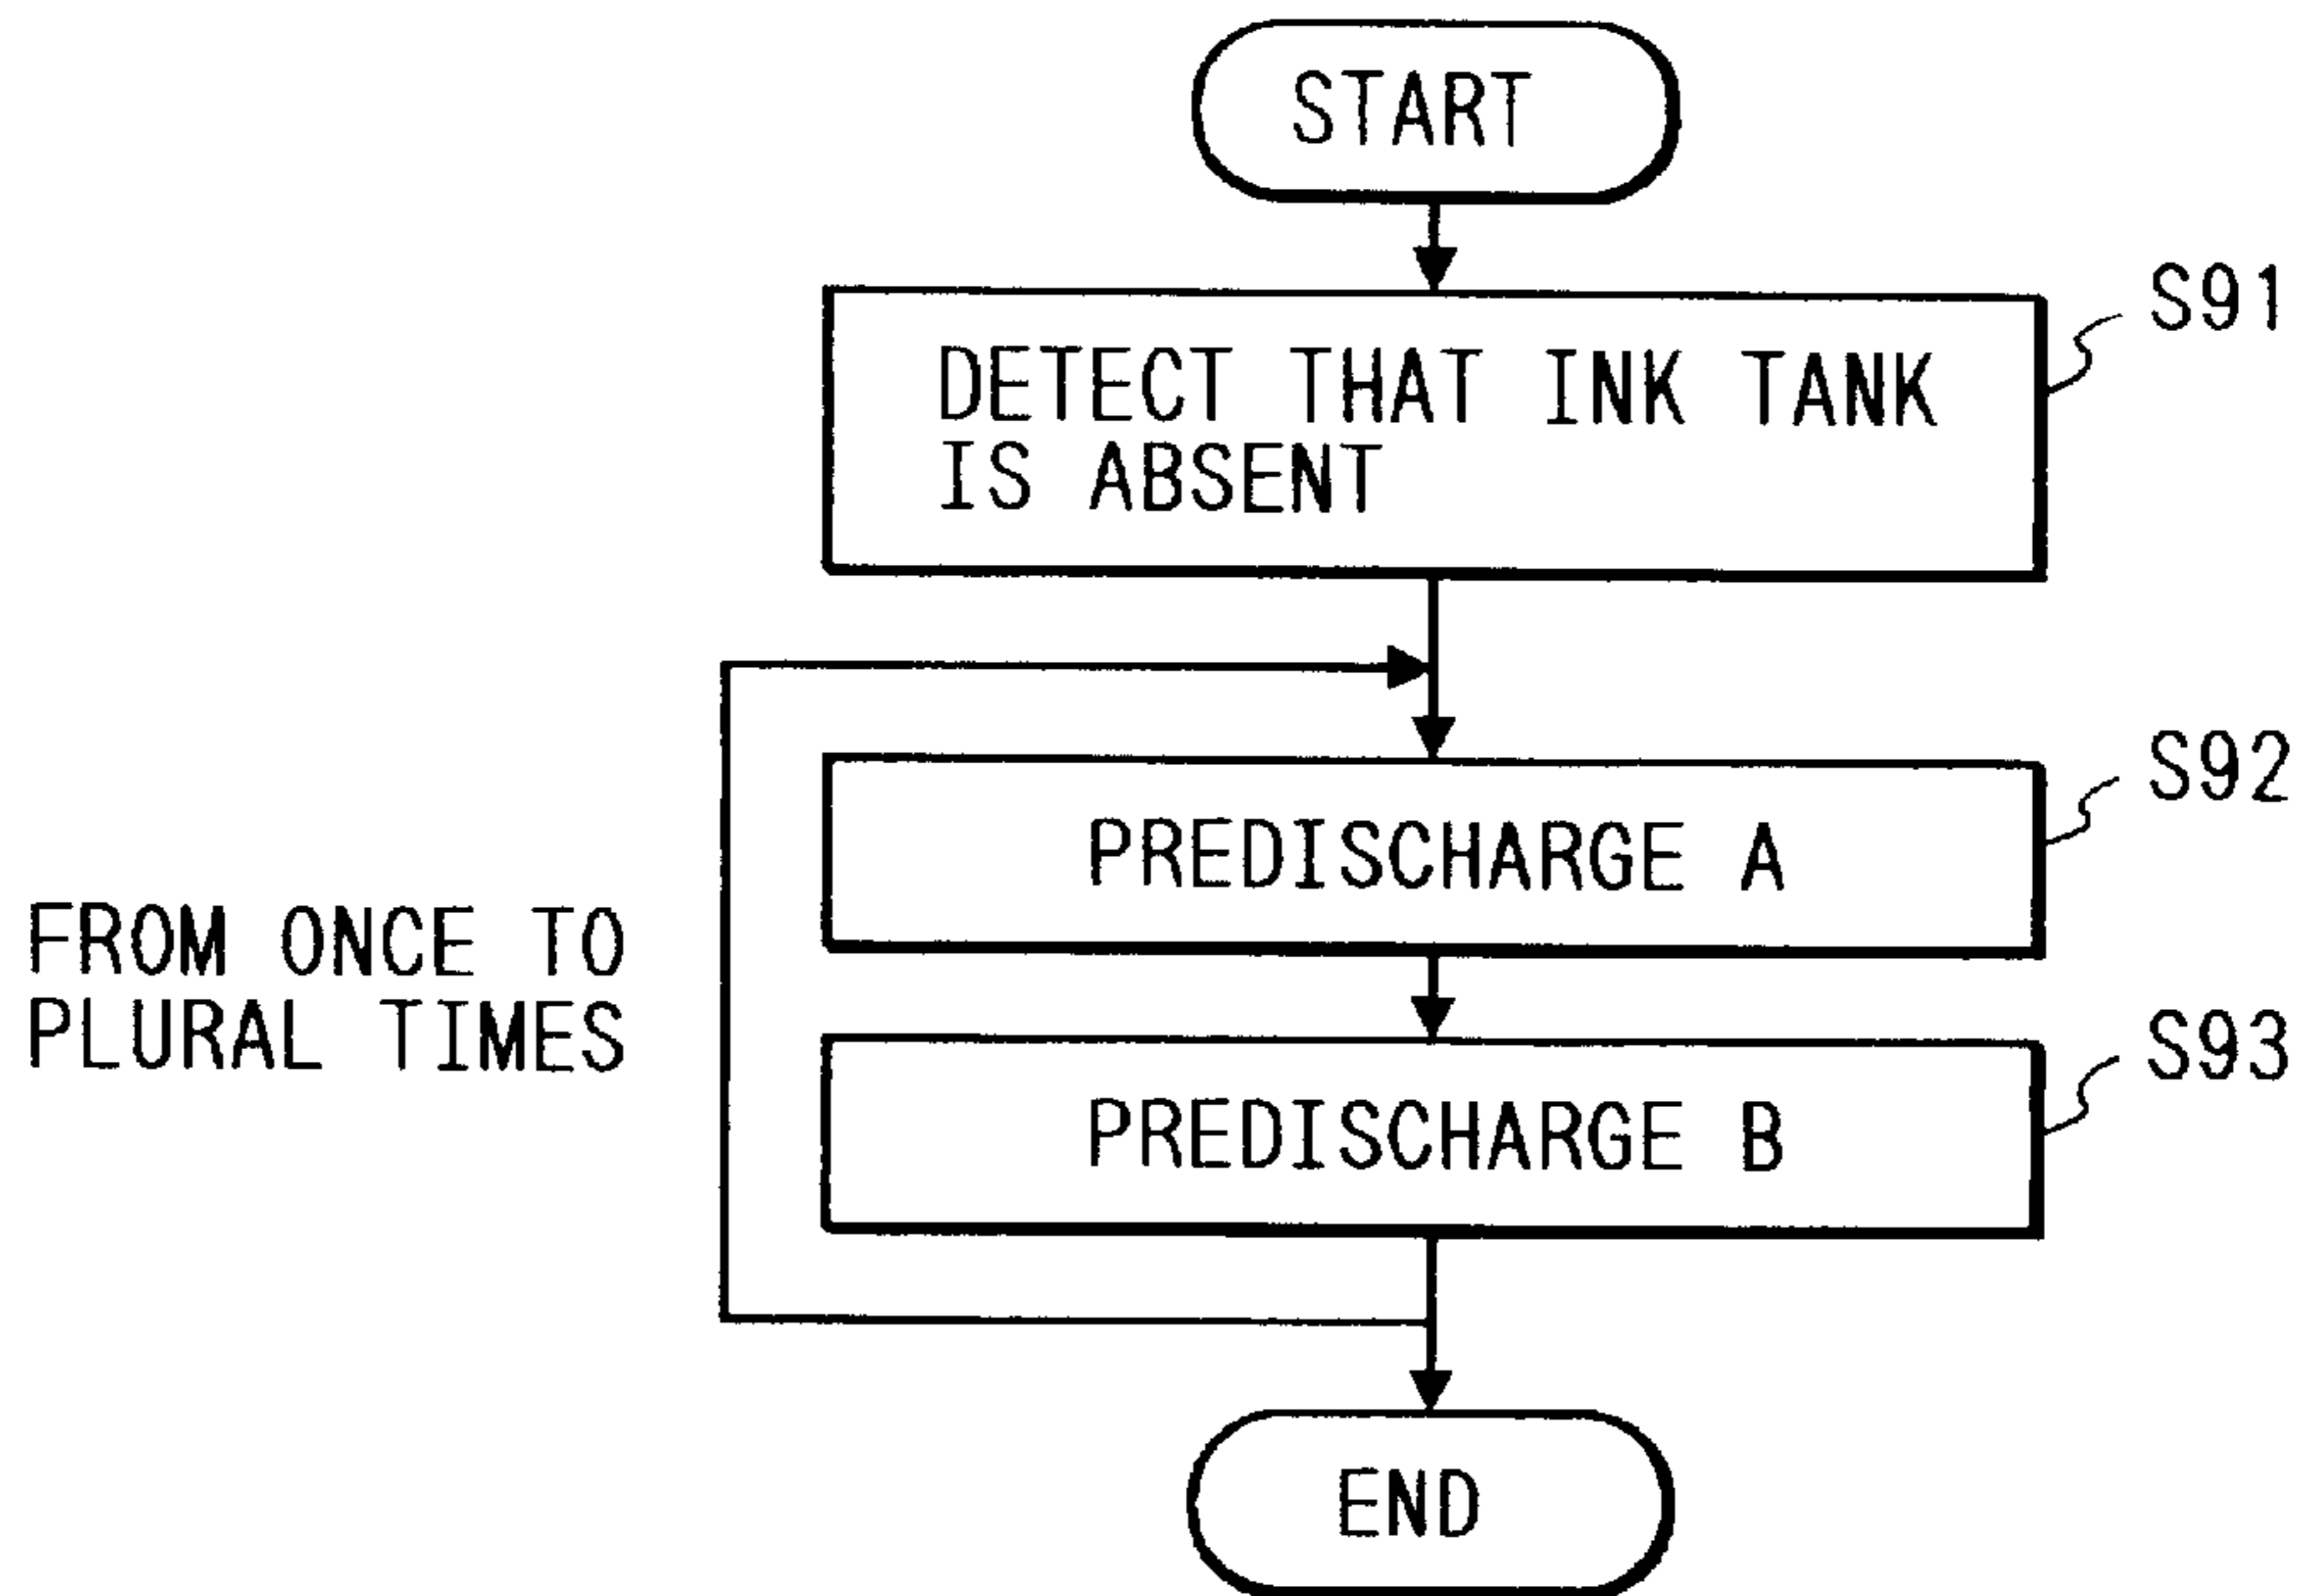 START
S91
DETECT THAT INK TANK
IS ABSENT
S92
PREDISCHARGE A
FROM ONCE TO
PLURAL TIMES
S93
PREDISCHARGE B
END